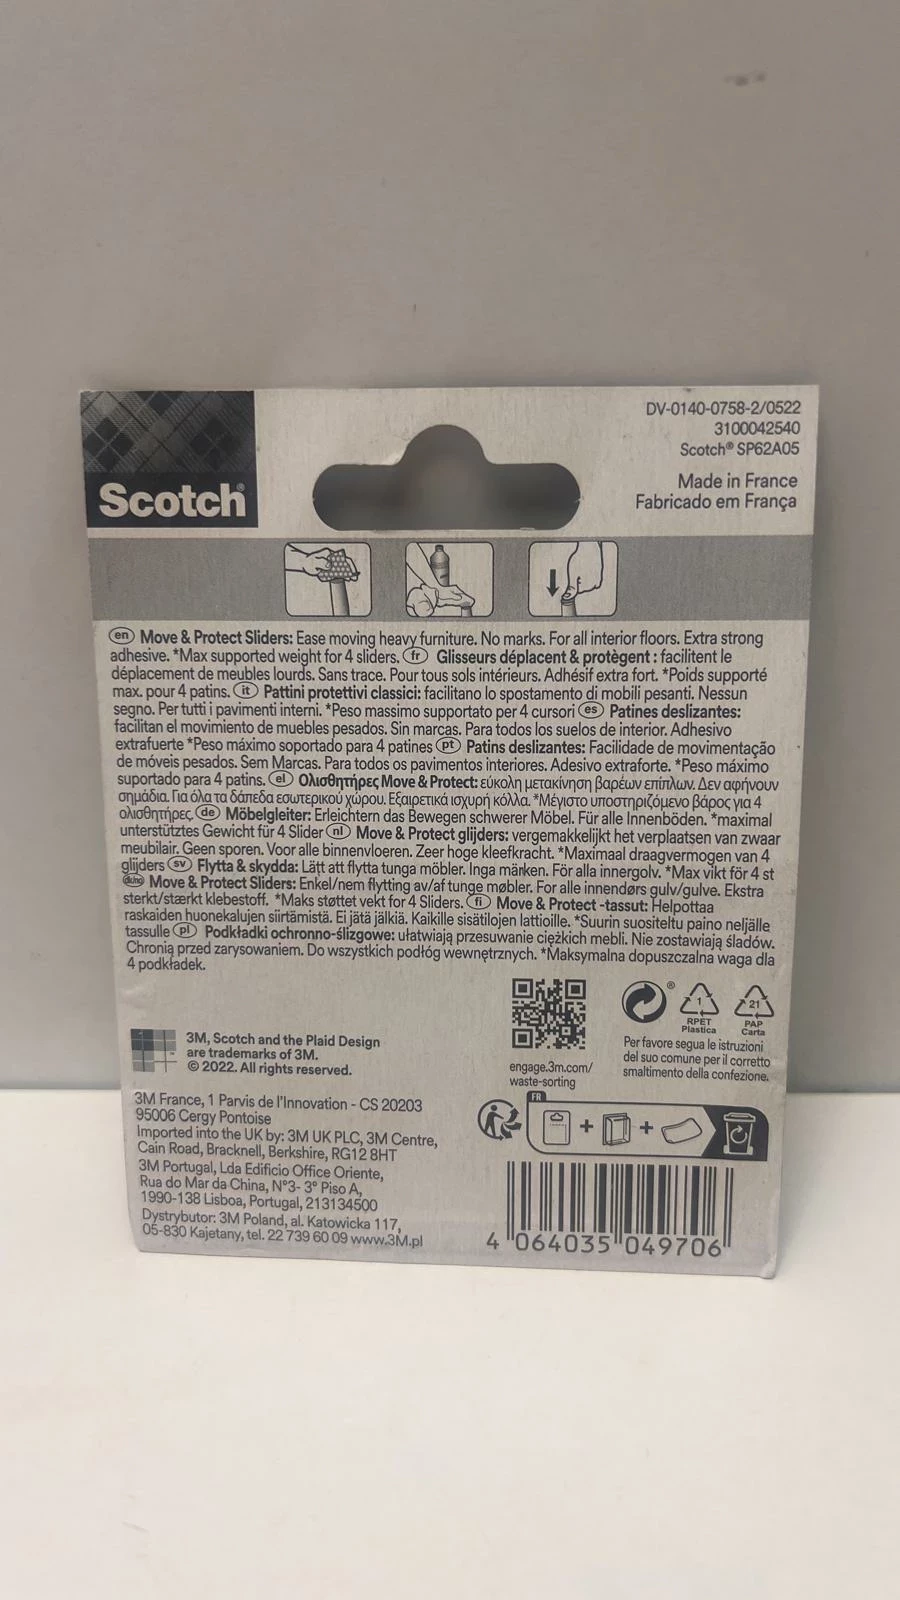 Scotch®
DV-0140-0758-2/0522
3100042540
Scotch® SP62A05
Made in France
Fabricado em França
en Move & Protect Sliders: Ease moving heavy furniture. No marks. For all interior floors. Extra strong
adhesive. *Max supported weight for 4 sliders. fr Glisseurs déplacent & protègent : facilitent le
déplacement de meubles lourds. Sans trace. Pour tous sols intérieurs. Adhésif extra fort. *Poids supporté
max. pour 4 patins. it Pattini protettivi classici: facilitano lo spostamento di mobili pesanti. Nessun
segno. Per tutti i pavimenti interni. *Peso massimo supportato per 4 cursori es Patines deslizantes:
facilitan el movimiento de muebles pesados. Sin marcas. Para todos los suelos de interior. Adhesivo
extrafuerte *Peso máximo soportado para 4 patines pt Patins deslizantes: Facilidade de movimentação
de móveis pesados. Sem Marcas. Para todos os pavimentos interiores. Adesivo extraforte. *Peso máximo
suportado para 4 patins. el Ολισθητήρες Move & Protect: εύκολη μετακίνηση βαρέων επίπλων. Δεν αφήνουν
σημάδια. Για όλα τα δάπεδα εσωτερικού χώρου. Εξαιρετικά ισχυρή κόλλα. *Μέγιστο υποστηριζόμενο βάρος για 4
ολισθητήρες. de Möbelgleiter: Erleichtern das Bewegen schwerer Möbel. Für alle Innenböden. *maximal
unterstütztes Gewicht für 4 Slider nl Move & Protect glijders: vergemakkelijkt het verplaatsen van zwaar
meubilair. Geen sporen. Voor alle binnenvloeren. Zeer hoge kleefkracht. *Maximaal draagvermogen van 4
glijders sv Flytta & skydda: Lätt att flytta tunga möbler. Inga märken. För alla innergolv. *Max vikt för 4 st
dk/no Move & Protect Sliders: Enkel/nem flytting av/af tunge møbler. For alle innendørs gulv/gulve. Ekstra
sterkt/stærkt klebestoff. *Maks støttet vekt for 4 Sliders. fi Move & Protect -tassut: Helpottaa
raskaiden huonekalujen siirtämistä. Ei jätä jälkiä. Kaikille sisätilojen lattioille. *Suurin suositeltu paino neljälle
tassulle pl Podkładki ochronno-ślizgowe: ułatwiają przesuwanie ciężkich mebli. Nie zostawiają śladów.
Chronią przed zarysowaniem. Do wszystkich podłóg wewnętrznych. *Maksymalna dopuszczalna waga dla
4 podkładek.
3M, Scotch and the Plaid Design
are trademarks of 3M.
© 2022. All rights reserved.
engage.3m.com/
waste-sorting
®
1
RPET
Plastica
21
PAP
Carta
Per favore segua le istruzioni
del suo comune per il corretto
smaltimento della confezione.
3M France, 1 Parvis de l'Innovation - CS 20203
95006 Cergy Pontoise
Imported into the UK by: 3M UK PLC, 3M Centre,
Cain Road, Bracknell, Berkshire, RG12 8HT
3M Portugal, Lda Edificio Office Oriente,
Rua do Mar da China, N°3- 3° Piso A,
1990-138 Lisboa, Portugal, 213134500
Dystrybutor: 3M Poland, al. Katowicka 117,
05-830 Kajetany, tel. 22 739 60 09 www.3M.pl
FR
+ +
4 064035 049706